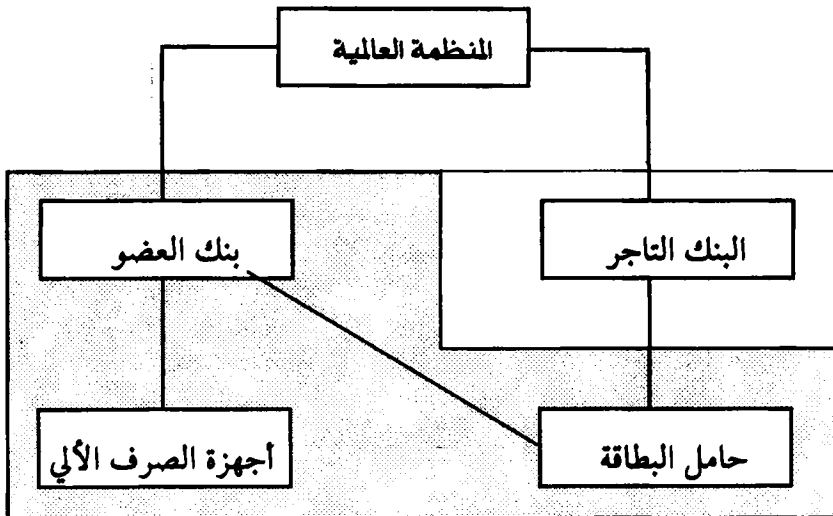 المنظمة العالمية
البنك التاجر
بنك العضو
حامل البطاقة
أجهزة الصرف الألي